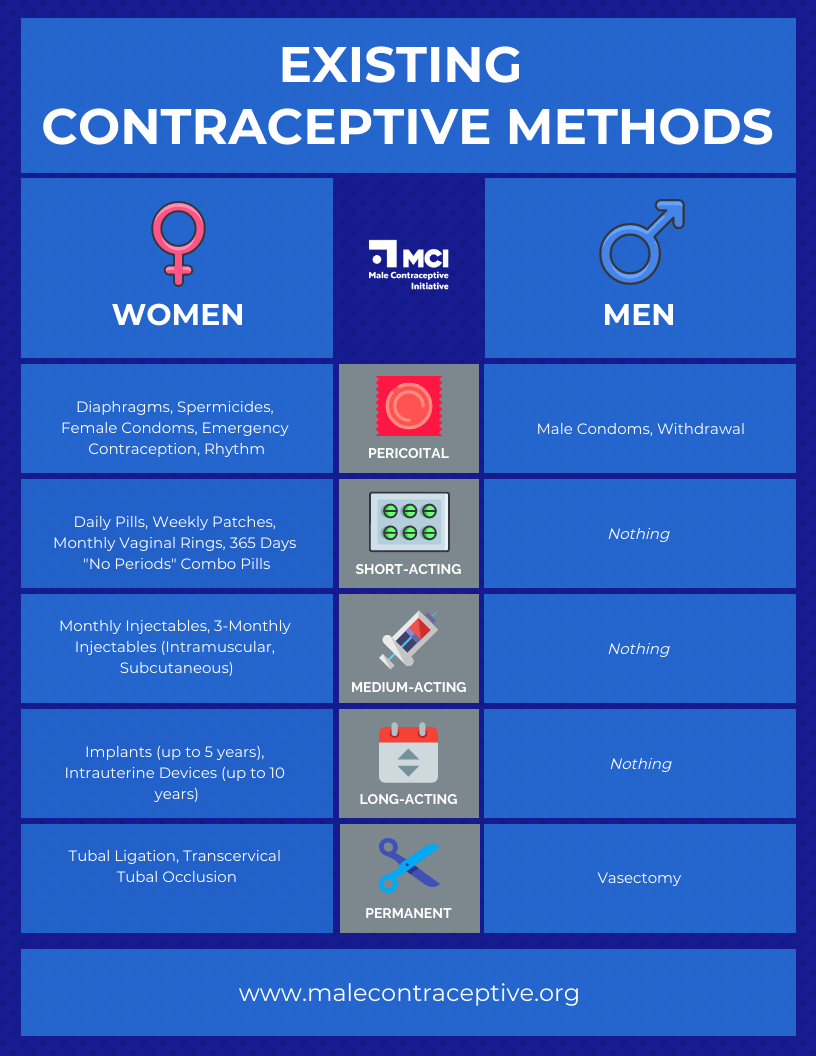 EXISTING
CONTRACEPTIVE METHODS
WOMEN
MCI
Male Contraceptive
Initiative
MEN
Diaphragms, Spermicides,
Female Condoms, Emergency
Contraception, Rhythm
PERICOITAL
Male Condoms, Withdrawal
Daily Pills, Weekly Patches,
Monthly Vaginal Rings, 365 Days
"No Periods" Combo Pills
SHORT-ACTING
Nothing
Monthly Injectables, 3-Monthly
Injectables (Intramuscular,
Subcutaneous)
MEDIUM-ACTING
Nothing
Implants (up to 5 years),
Intrauterine Devices (up to 10
years)
LONG-ACTING
Nothing
Tubal Ligation, Transcervical
Tubal Occlusion
PERMANENT
Vasectomy
www.malecontraceptive.org